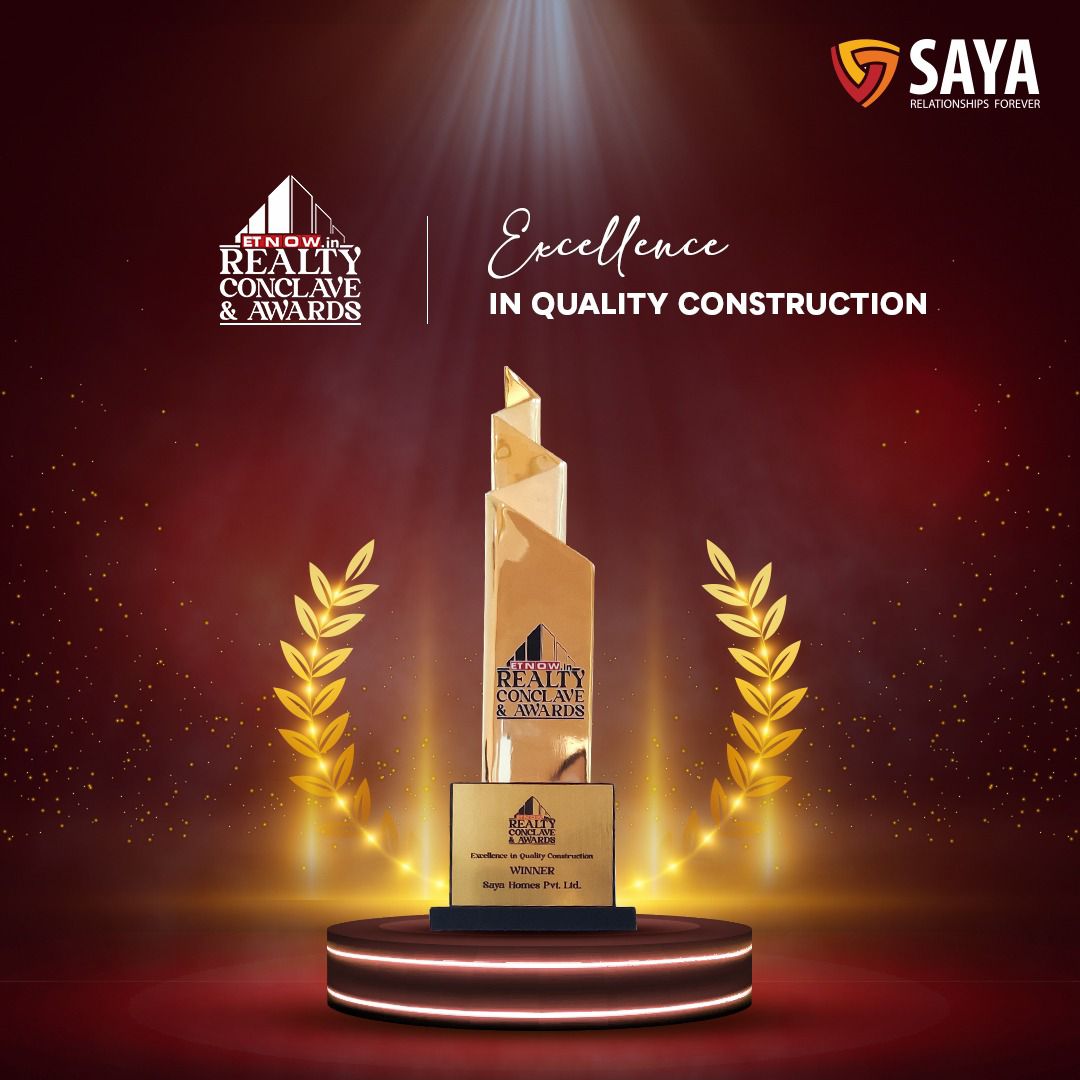 SAYA
RELATIONSHIPS FOREVER
ETNOW.in
REALTY
CONCLAVE
& AWARDS
Excellence
IN QUALITY CONSTRUCTION
ETNOW.in
REALTY
CONCLAVE
& AWARDS
REALTY
CONCLAVE
& AWARDS
Excellence in Quality Construction
WINNER
Saya Homes Pvt. Ltd.